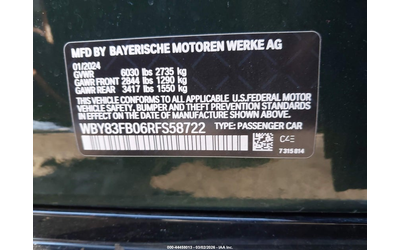 MFD BY BAYERISCHE MOTOREN WERKE AG
01/2024
GVWR 6030 lbs 2735 kg
GAWR FRONT 2844 lbs 1290 kg
GAWR REAR 3417 lbs 1550 kg
THIS VEHICLE CONFORMS TO ALL APPLICABLE U.S. FEDERAL MOTOR
VEHICLE SAFETY, BUMPER, AND THEFT PREVENTION STANDARDS IN
EFFECT ON THE DATE OF MANUFACTURE SHOWN ABOVE.
WBY83FB06RFS58722 TYPE: PASSENGER CAR
7 315 814